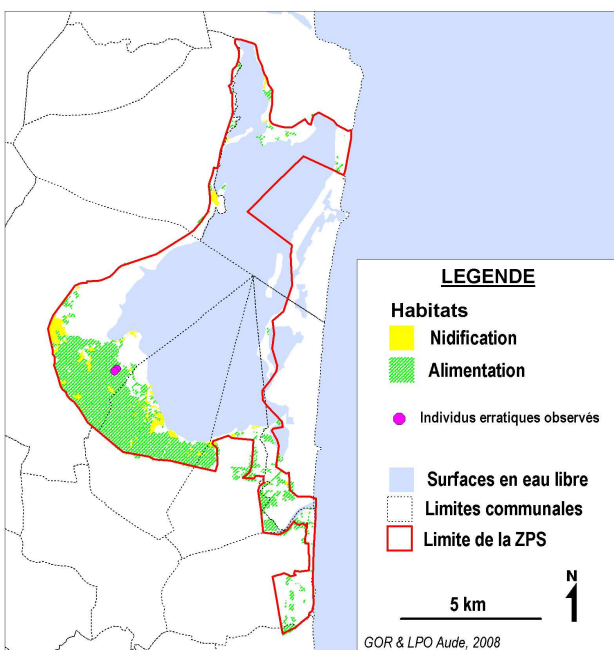 LEGENDE
Habitats
Nidification
Alimentation
Individus erratiques observés
Surfaces en eau libre
Limites communales
Limite de la ZPS
N
5 km
GOR & LPO Aude, 2008